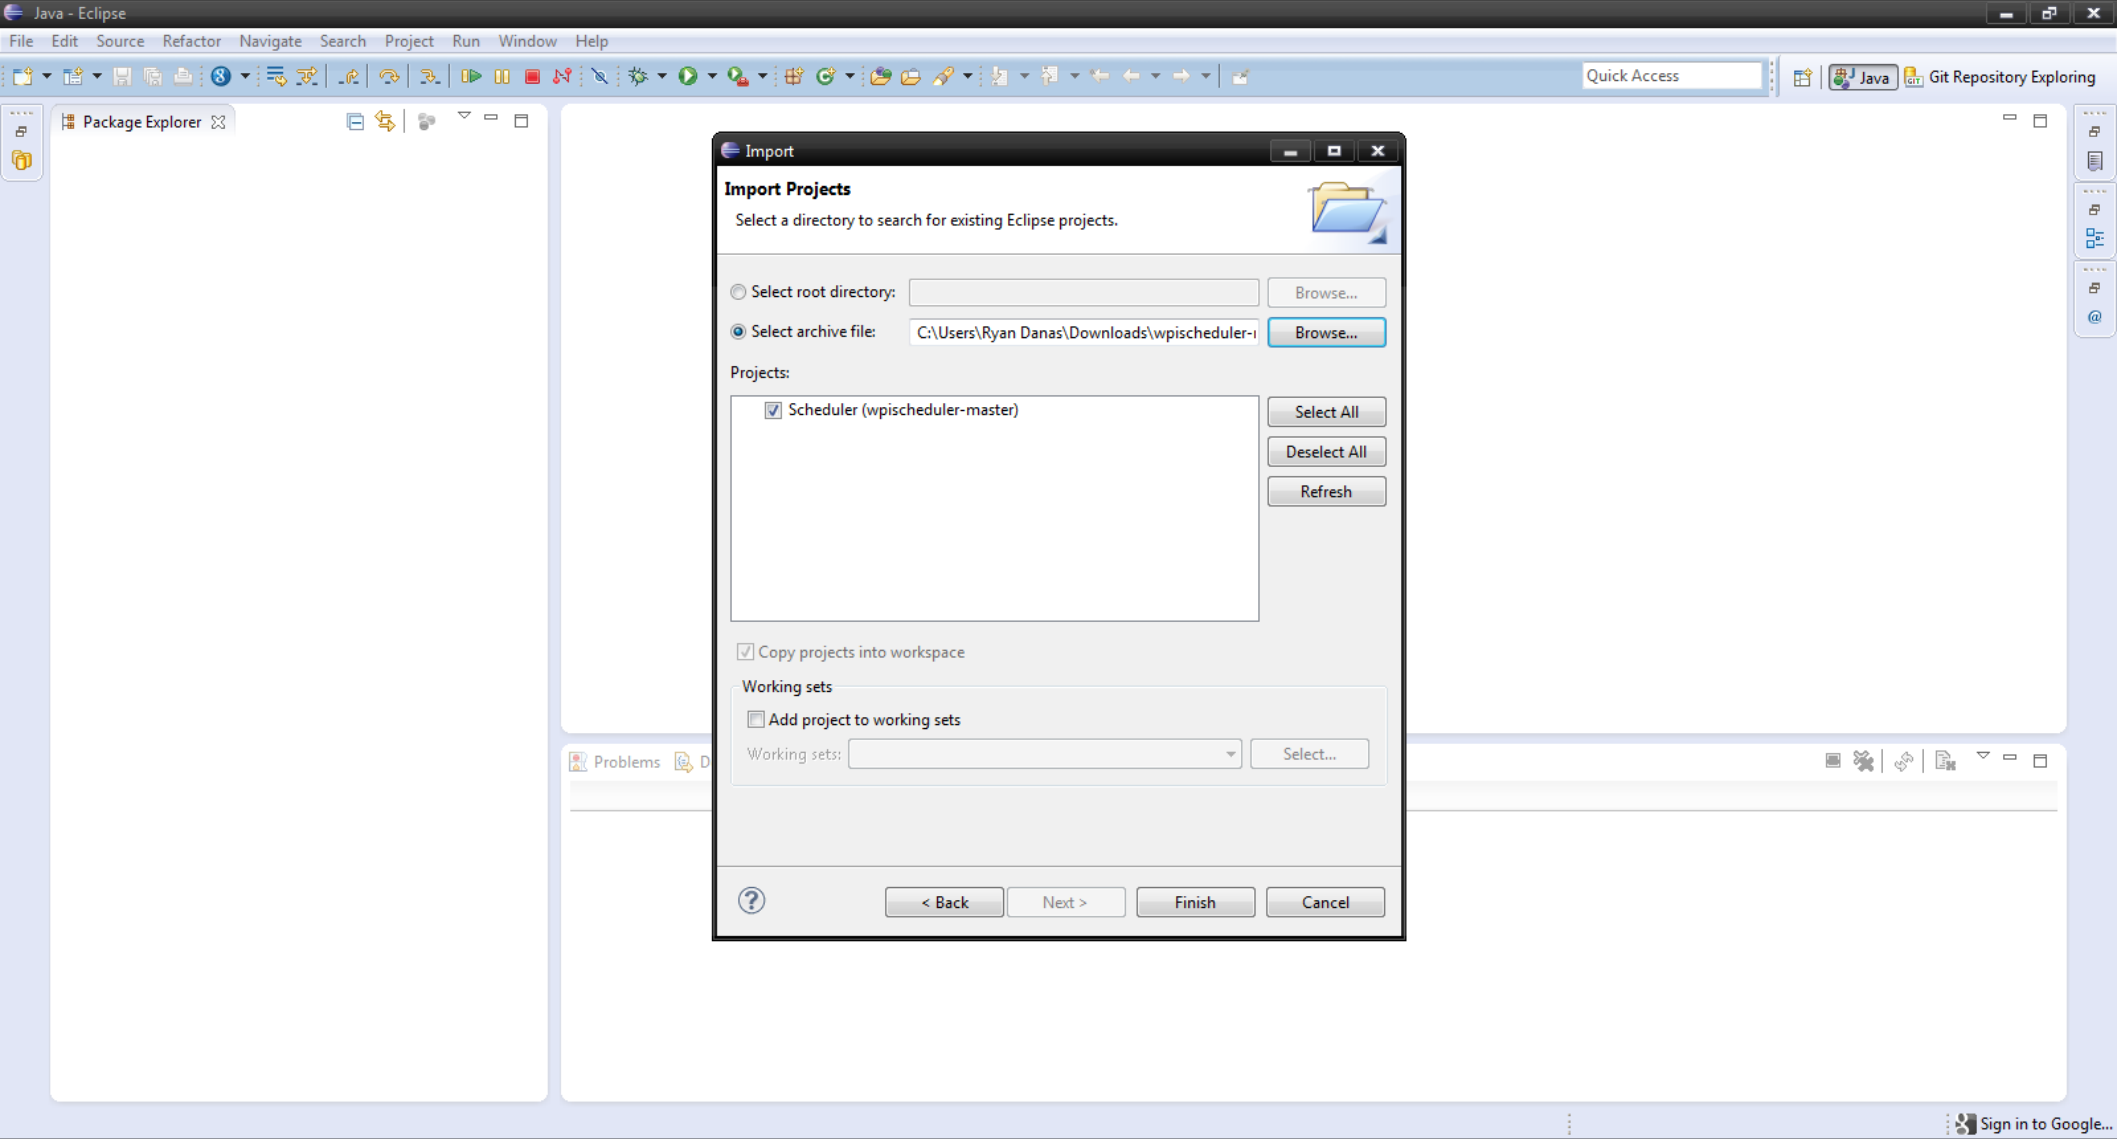 Java - Eclipse
File Edit Source Refactor Navigate Search Project Run Window Help
Quick Access
Java
GIT
Git Repository Exploring
Package Explorer
Import
Import Projects
Select a directory to search for existing Eclipse projects.
Select root directory:
Browse...
Select archive file:
C:\Users\Ryan Danas\Downloads\wpischeduler-
Browse...
Projects:
Scheduler (wpischeduler-master)
Select All
Deselect All
Refresh
Copy projects into workspace
Working sets
Add project to working sets
Working sets:
Select...
Problems
D
< Back
Next >
Finish
Cancel
Sign in to Google...